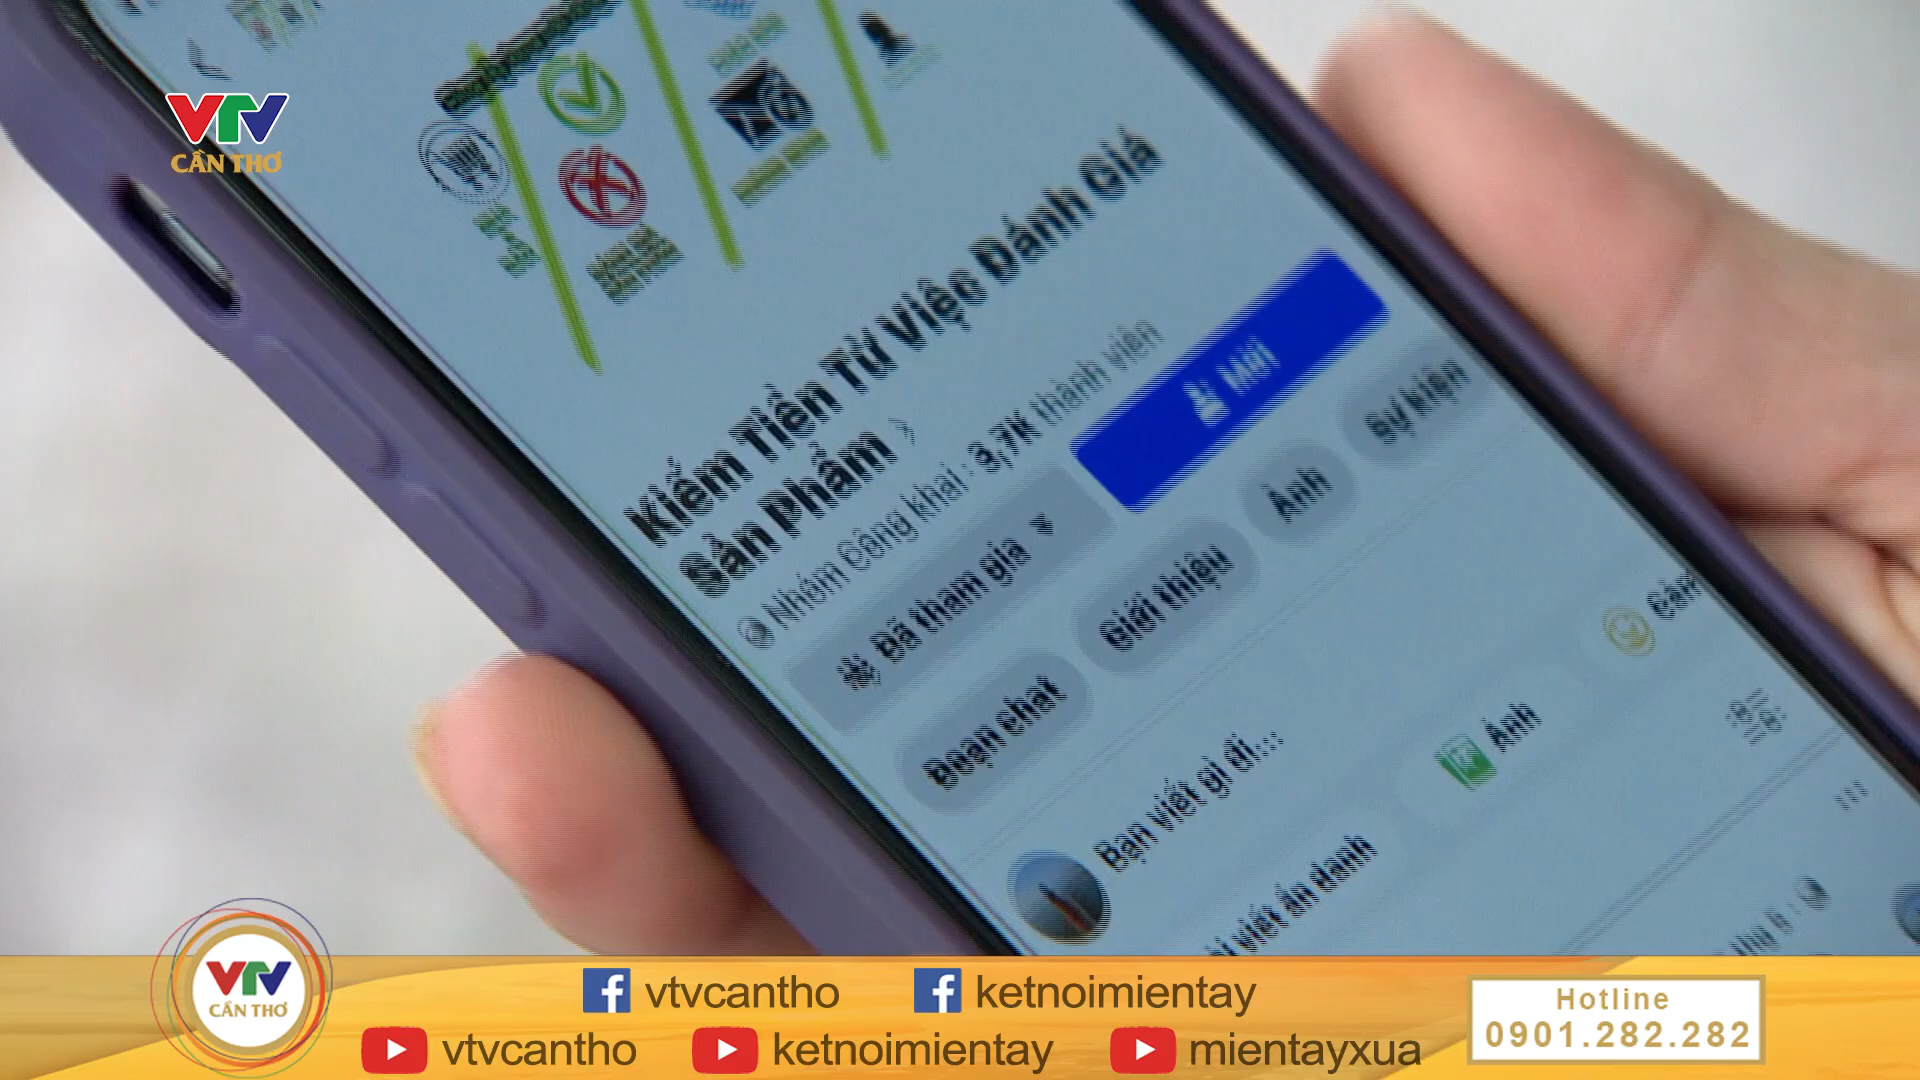 VTV
CẦN THƠ
Kiếm Tiền Từ Việc Đánh Giá
Sản Phẩm
Nhóm Công khai · 3,7K thành viên
Đã tham gia
Mời
Đoạn chat
Giới thiệu
Ảnh
Sự kiện
Bạn viết gì đi...
viết ẩn danh
Ảnh
Cảm
VTV
CẦN THƠ
vtvcantho
ketnoimientay
vtvcantho
ketnoimientay
mientayxua
Hotline
0901.282.282